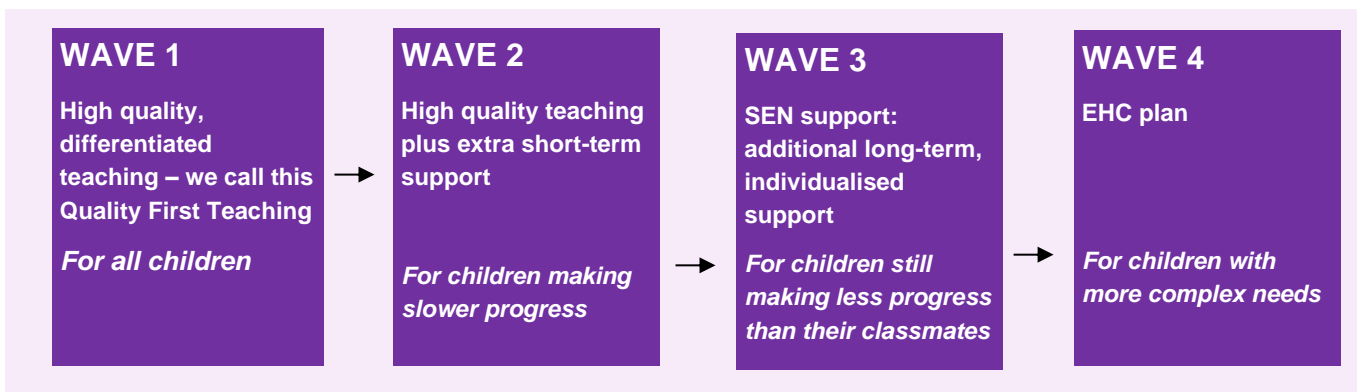 WAVE 1
High quality,
differentiated
teaching – we call this
Quality First Teaching
For all children
WAVE 2
High quality teaching
plus extra short-term
support
For children making
slower progress
WAVE 3
SEN support:
additional long-term,
individualised
support
For children still
making less progress
than their classmates
WAVE 4
EHC plan
For children with
more complex needs